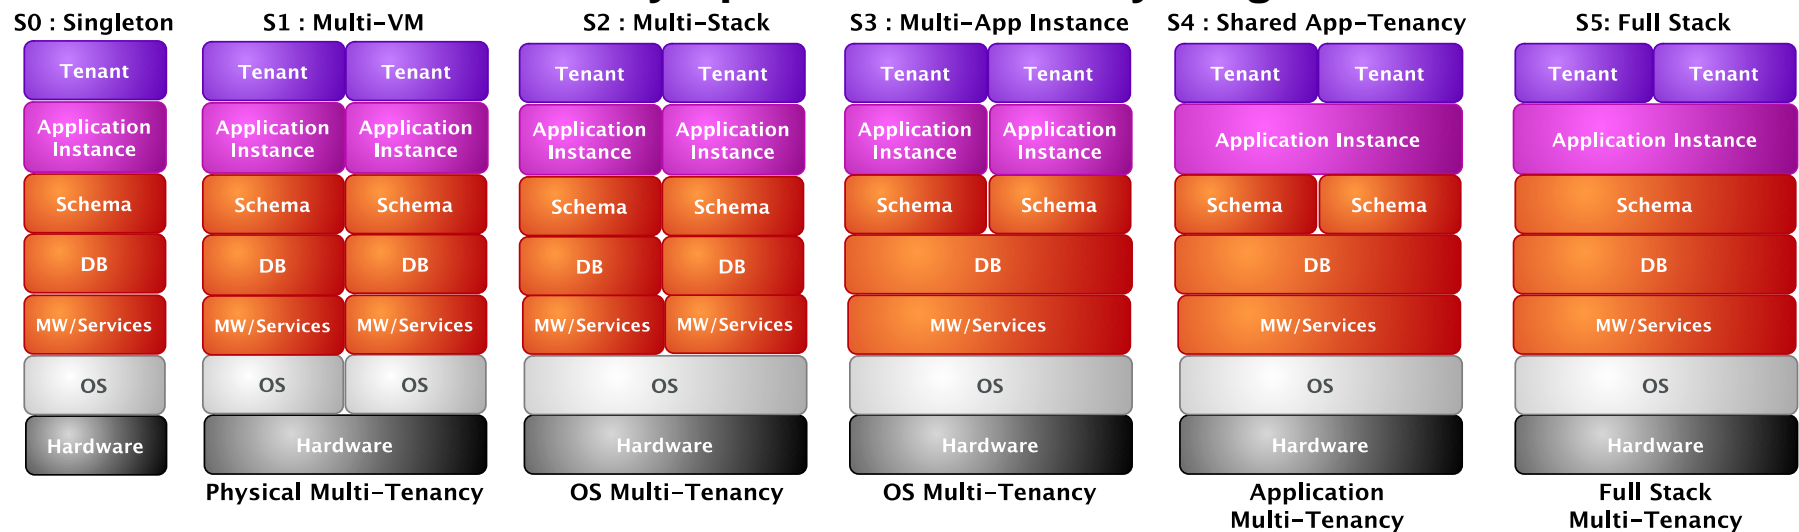 S0 : Singleton
S1 : Multi-VM
S2 : Multi-Stack
S3 : Multi-App Instance
S4 : Shared App-Tenancy
S5: Full Stack
Tenant
Application
Instance
Schema
DB
MW/Services
OS
Hardware
Tenant Tenant
Application Application
Instance Instance
Schema Schema
DB DB
MW/Services MW/Services
OS OS
Hardware
Physical Multi-Tenancy
Tenant Tenant
Application Application
Instance Instance
Schema Schema
DB DB
MW/Services MW/Services
OS
Hardware
OS Multi-Tenancy
Tenant Tenant
Application Application
Instance Instance
Schema Schema
DB
MW/Services
OS
Hardware
OS Multi-Tenancy
Tenant Tenant
Application Instance
Schema Schema
DB
MW/Services
OS
Hardware
Application
Multi-Tenancy
Tenant Tenant
Application Instance
Schema
DB
MW/Services
OS
Hardware
Full Stack
Multi-Tenancy